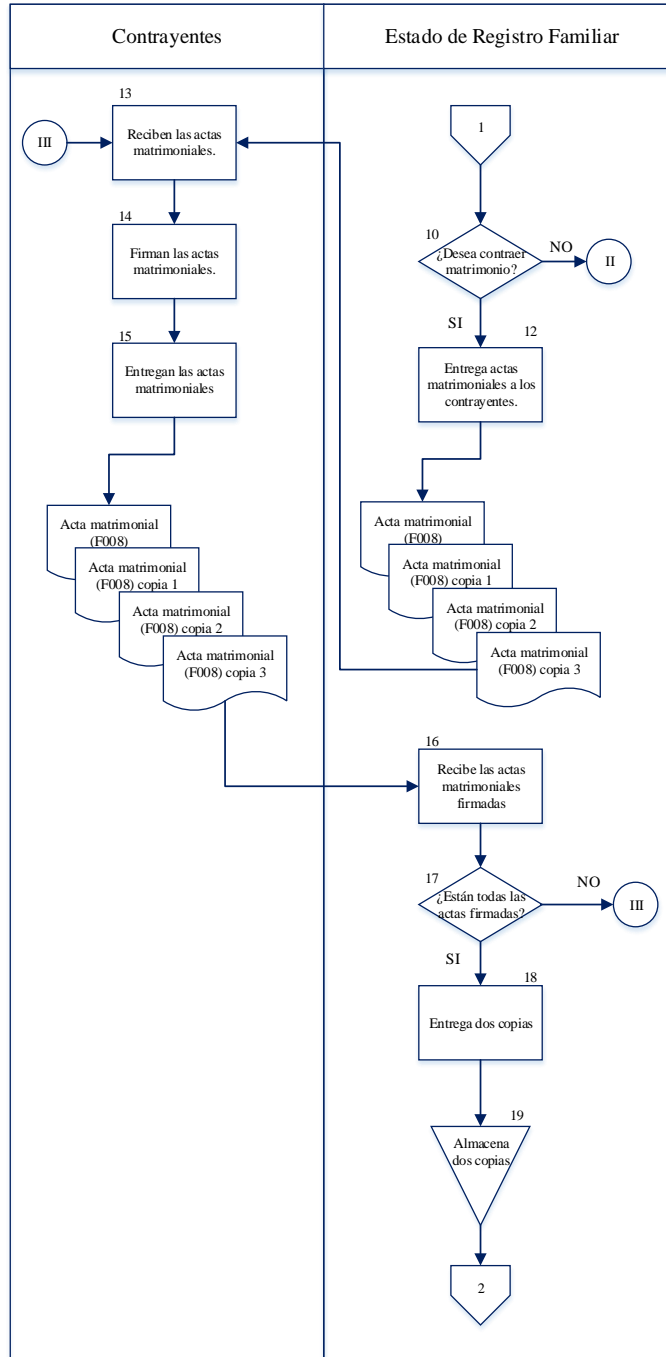 Contrayentes
Estado de Registro Familiar
13
III
Reciben las actas
matrimoniales.
14
Firman las actas
matrimoniales.
15
Entregan las actas
matrimoniales
Acta matrimonial
(F008)
Acta matrimonial
(F008) copia 1
Acta matrimonial
(F008) copia 2
Acta matrimonial
(F008) copia 3
1
10
¿Desea contraer
matrimonio?
NO
II
SI
12
Entrega actas
matrimoniales a los
contrayentes.
Acta matrimonial
(F008)
Acta matrimonial
(F008) copia 1
Acta matrimonial
(F008) copia 2
Acta matrimonial
(F008) copia 3
16
Recibe las actas
matrimoniales
firmadas
17
¿Están todas las
actas firmadas?
NO
III
SI
18
Entrega dos copias
19
Almacena
dos copias
2